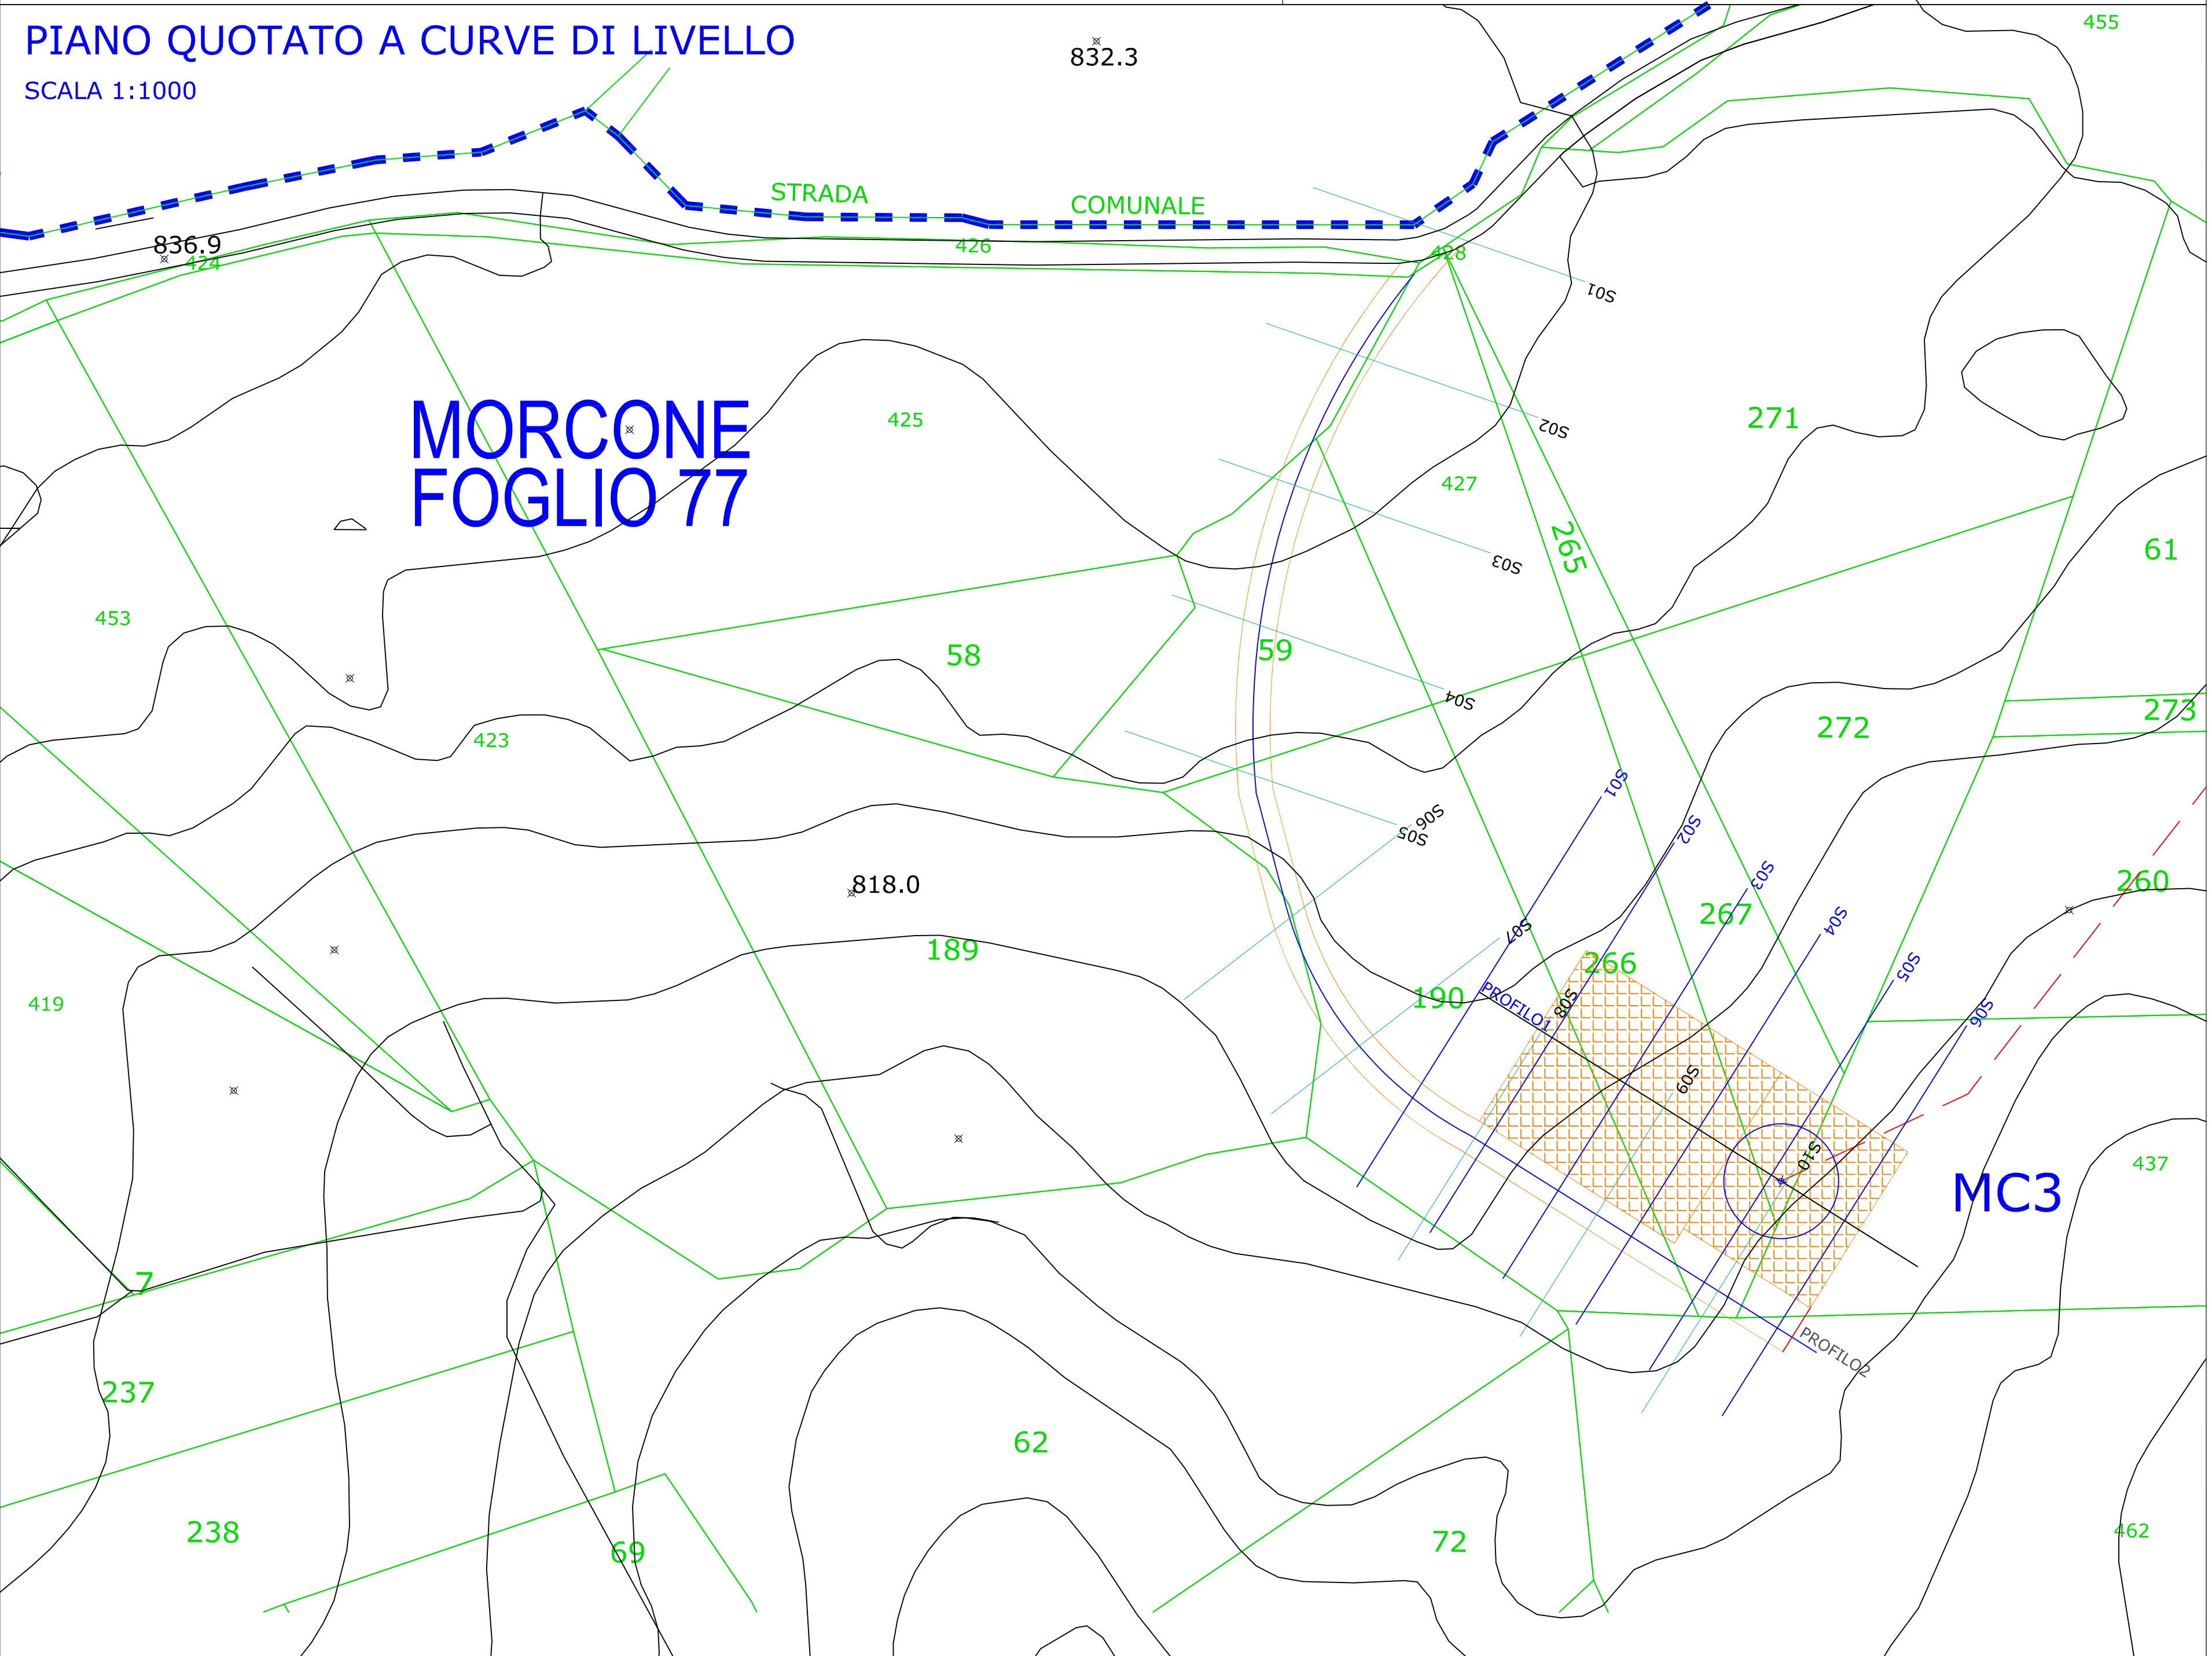 PIANO QUOTATO A CURVE DI LIVELLO
SCALA 1:1000
832.3
455
STRADA
COMUNALE
836.9
424
426
428
S01
MORCONE
FOGLIO 77
425
271
S02
427
S03
265
61
453
58
59
S04
273
272
423
S01
S06
S05
S02
818.0
S03
260
189
S07
267
S04
266
S05
419
190
PROFILO1
S08
S06
S09
S10
437
MC3
7
PROFILO2
237
62
238
69
72
462